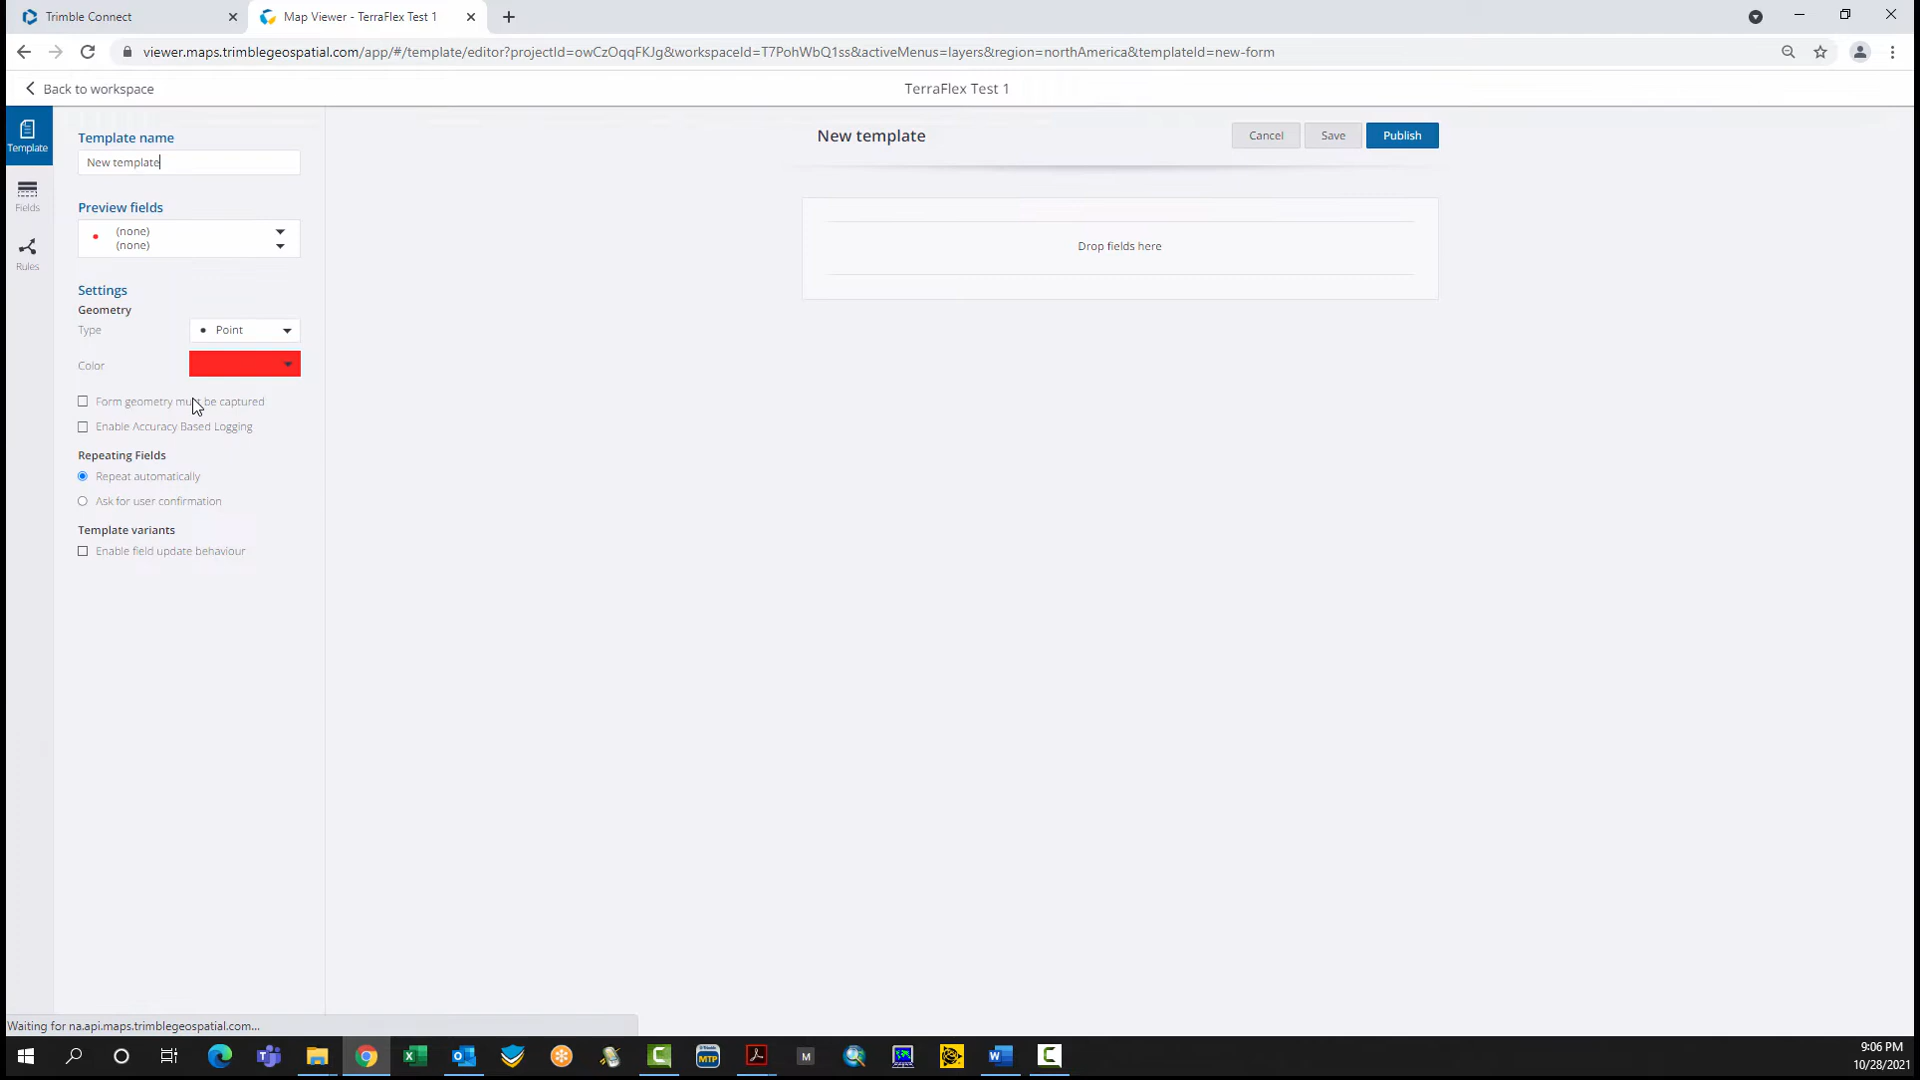 Trimble Connect
Map Viewer - TerraFlex Test 1
viewer.maps.trimblegeospatial.com/app/#/template/editor?projectId=owCzOqqFKJg&workspaceId=T7PohWbQ1ss&activeMenus=layers&region=northAmerica&templateId=new-form
Back to workspace
TerraFlex Test 1
Template
Fields
Rules
Template name
New template
Preview fields
(none)
(none)
Settings
Geometry
Type
Point
Color
Form geometry must be captured
Enable Accuracy Based Logging
Repeating Fields
Repeat automatically
Ask for user confirmation
Template variants
Enable field update behaviour
New template
Cancel
Save
Publish
Drop fields here
Waiting for na.api.maps.trimblegeospatial.com...
MTP
M
9:06 PM
10/28/2021